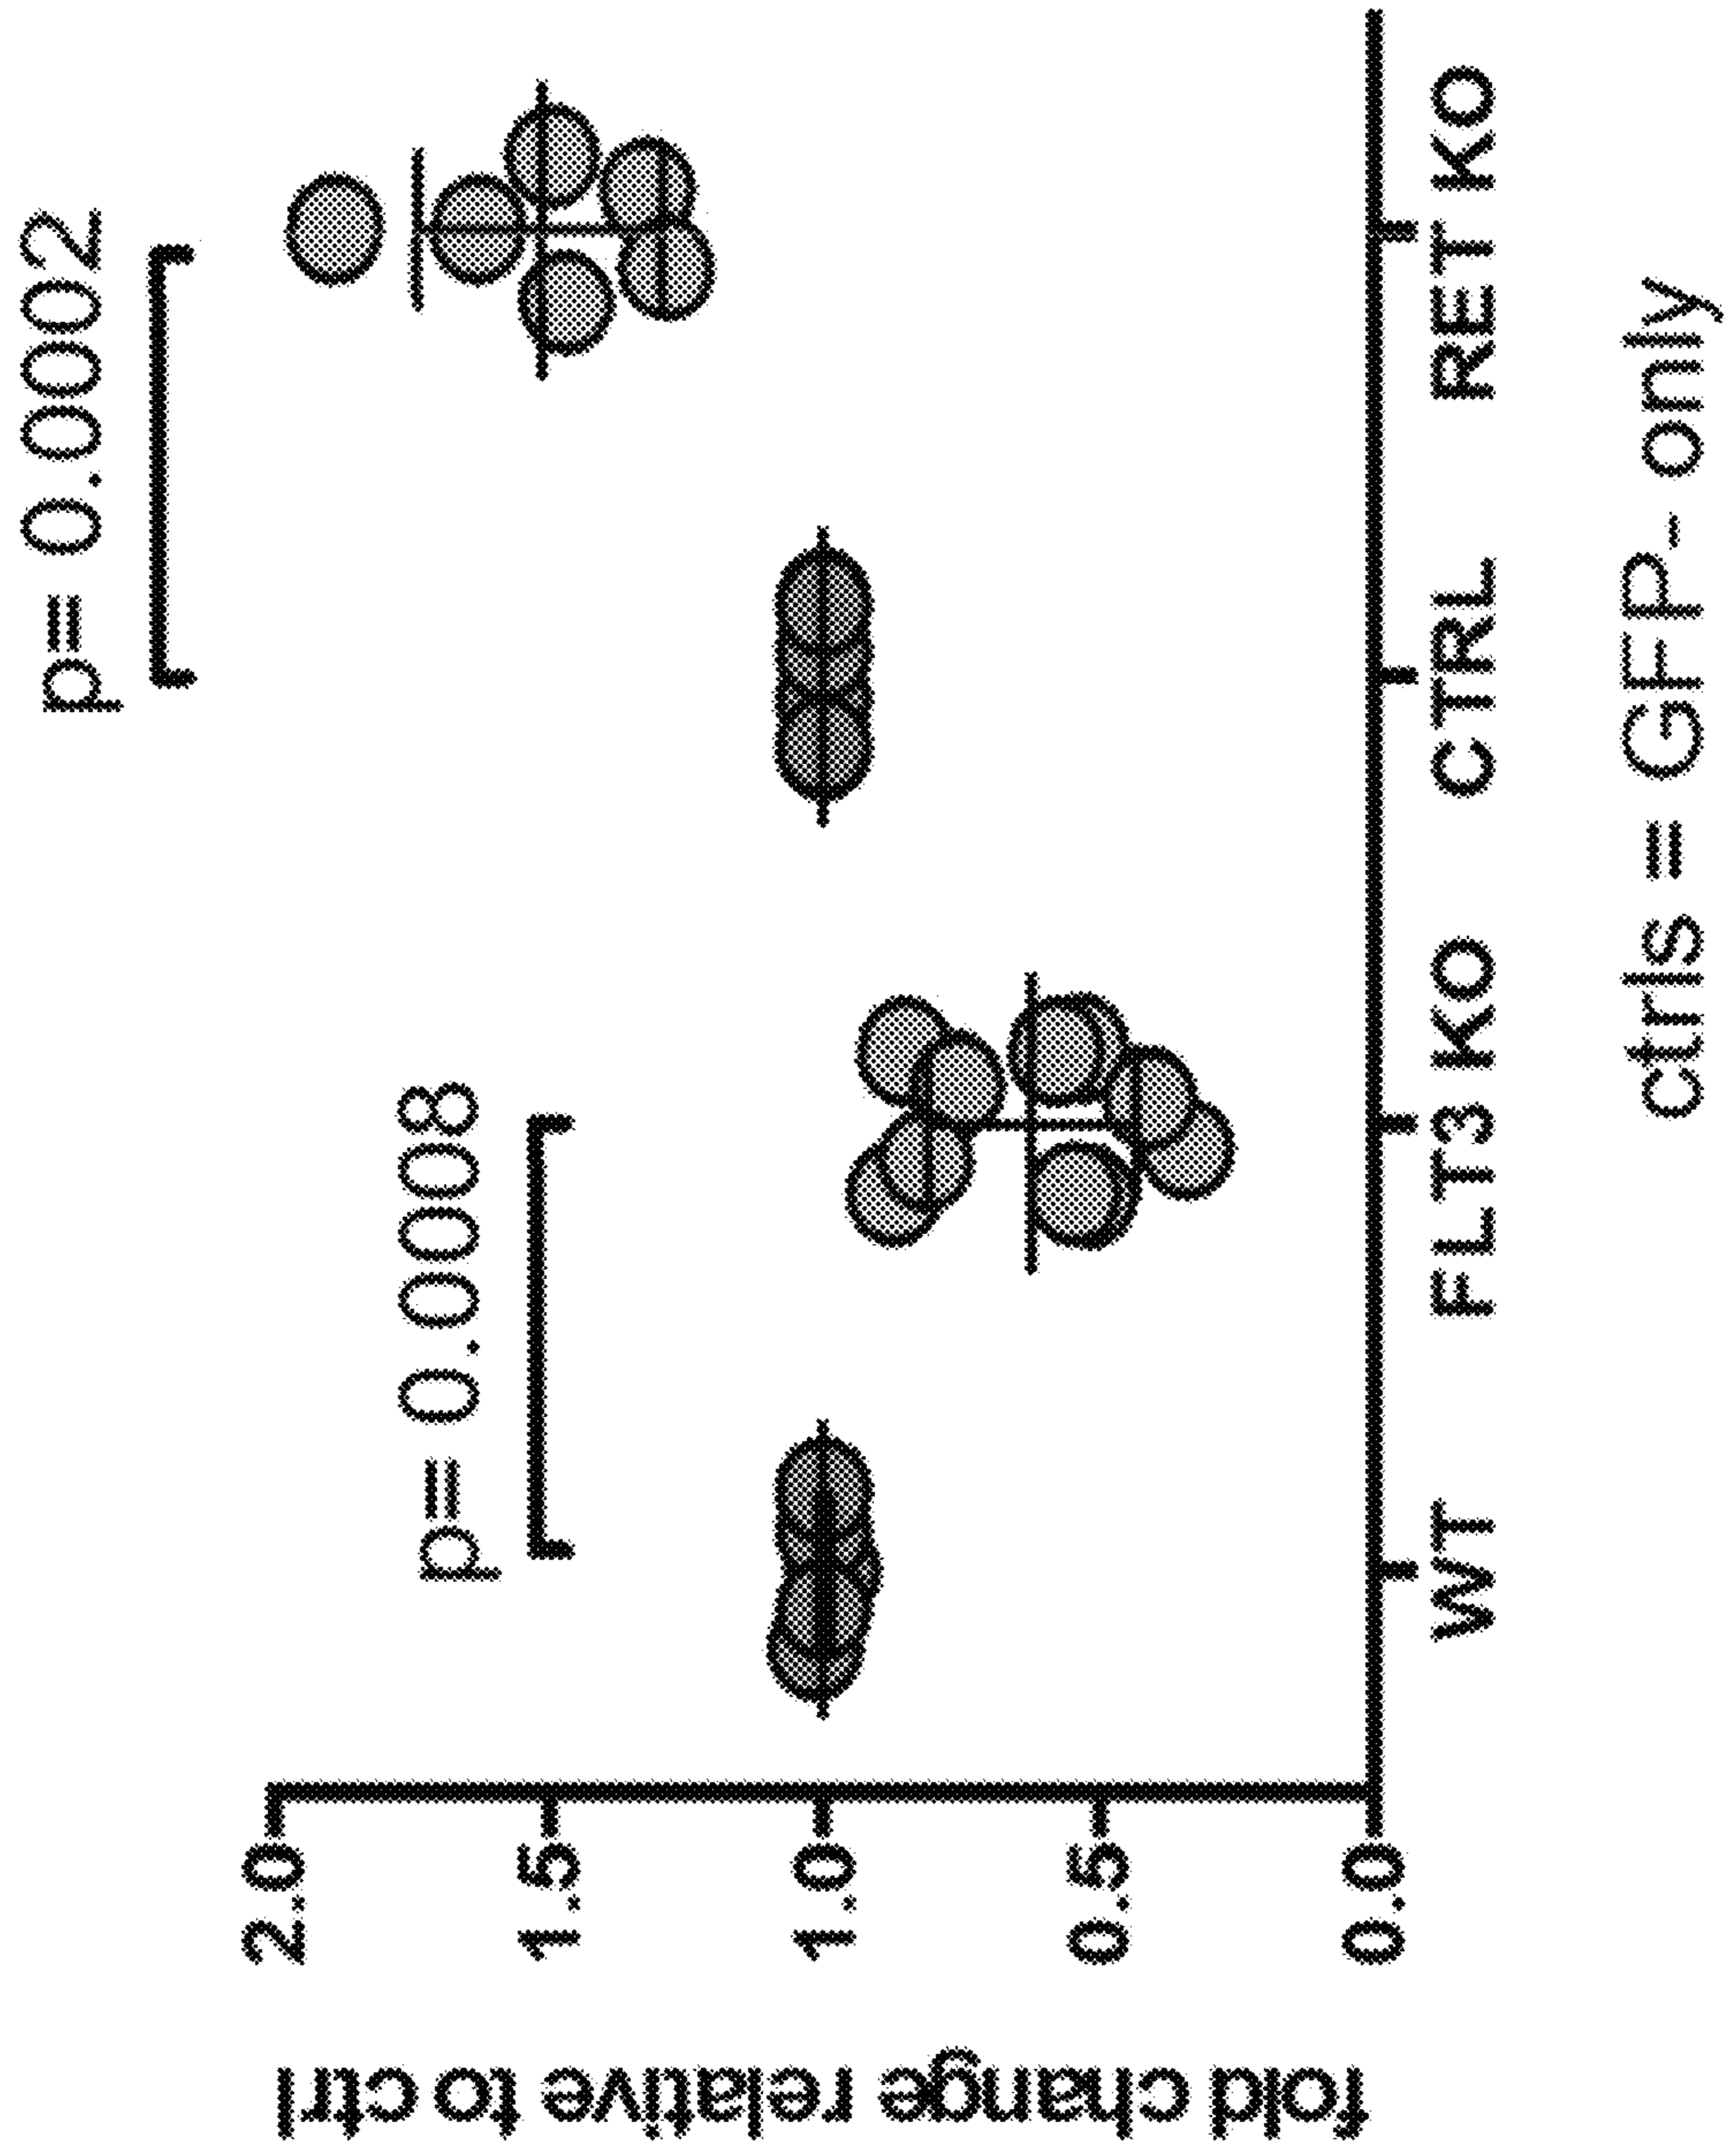 p= 0.0002
p= 0.0008
fold change relative to ctrl
2.0
1.5
1.0
0.5
0.0
WT FLT3 KO CTRL RET KO
ctrls = GFP- only